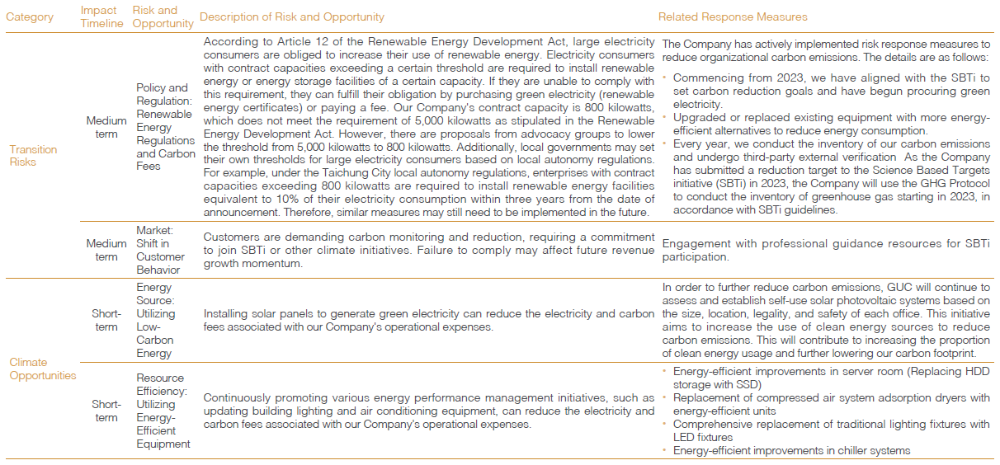 Category
Impact
Timeline
Risk and
Opportunity
Description of Risk and Opportunity
Related Response Measures
Transition
Risks
Medium
term
Policy and
Regulation:
Renewable
Energy
Regulations
and Carbon
Fees
According to Article 12 of the Renewable Energy Development Act, large electricity
consumers are obliged to increase their use of renewable energy. Electricity consumers
with contract capacities exceeding a certain threshold are required to install renewable
energy or energy storage facilities of a certain capacity. If they are unable to comply with
this requirement, they can fulfill their obligation by purchasing green electricity (renewable
energy certificates) or paying a fee. Our Company's contract capacity is 800 kilowatts,
which does not meet the requirement of 5,000 kilowatts as stipulated in the Renewable
Energy Development Act. However, there are proposals from advocacy groups to lower
the threshold from 5,000 kilowatts to 800 kilowatts. Additionally, local governments may set
their own thresholds for large electricity consumers based on local autonomy regulations.
For example, under the Taichung City local autonomy regulations, enterprises with contract
capacities exceeding 800 kilowatts are required to install renewable energy facilities
equivalent to 10% of their electricity consumption within three years from the date of
announcement. Therefore, similar measures may still need to be implemented in the future.
The Company has actively implemented risk response measures to
reduce organizational carbon emissions. The details are as follows:
• Commencing from 2023, we have aligned with the SBTi to
set carbon reduction goals and have begun procuring green
electricity.
• Upgraded or replaced existing equipment with more energy-
efficient alternatives to reduce energy consumption.
• Every year, we conduct the inventory of our carbon emissions
and undergo third-party external verification As the Company
has submitted a reduction target to the Science Based Targets
initiative (SBTi) in 2023, the Company will use the GHG Protocol
to conduct the inventory of greenhouse gas starting in 2023, in
accordance with SBTi guidelines.
Medium
term
Market:
Shift in
Customer
Behavior
Customers are demanding carbon monitoring and reduction, requiring a commitment
to join SBTi or other climate initiatives. Failure to comply may affect future revenue
growth momentum.
Engagement with professional guidance resources for SBTi
participation.
Climate
Opportunities
Short-
term
Energy
Source:
Utilizing
Low-
Carbon
Energy
Installing solar panels to generate green electricity can reduce the electricity and carbon
fees associated with our Company's operational expenses.
In order to further reduce carbon emissions, GUC will continue to
assess and establish self-use solar photovoltaic systems based on
the size, location, legality, and safety of each office. This initiative
aims to increase the use of clean energy sources to reduce
carbon emissions. This will contribute to increasing the proportion
of clean energy usage and further lowering our carbon footprint.
Short-
term
Resource
Efficiency:
Utilizing
Energy-
Efficient
Equipment
Continuously promoting various energy performance management initiatives, such as
updating building lighting and air conditioning equipment, can reduce the electricity and
carbon fees associated with our Company's operational expenses.
• Energy-efficient improvements in server room (Replacing HDD
storage with SSD)
• Replacement of compressed air system adsorption dryers with
energy-efficient units
• Comprehensive replacement of traditional lighting fixtures with
LED fixtures
• Energy-efficient improvements in chiller systems